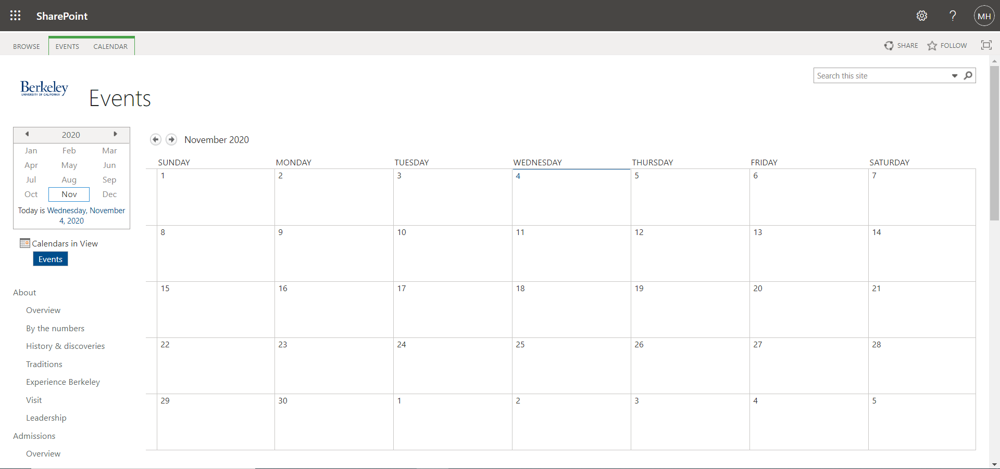 SharePoint
?
MH
BROWSE EVENTS CALENDAR
SHARE FOLLOW
Search this site
Berkeley
UNIVERSITY OF CALIFORNIA
Events
2020
Jan Feb Mar
Apr May Jun
Jul Aug Sep
Oct Nov Dec
Today is Wednesday, November
4, 2020
Calendars in View
Events
About
Overview
By the numbers
History & discoveries
Traditions
Experience Berkeley
Visit
Leadership
Admissions
Overview
November 2020
SUNDAY MONDAY TUESDAY WEDNESDAY THURSDAY FRIDAY SATURDAY
1 2 3 4 5 6 7
8 9 10 11 12 13 14
15 16 17 18 19 20 21
22 23 24 25 26 27 28
29 30 1 2 3 4 5